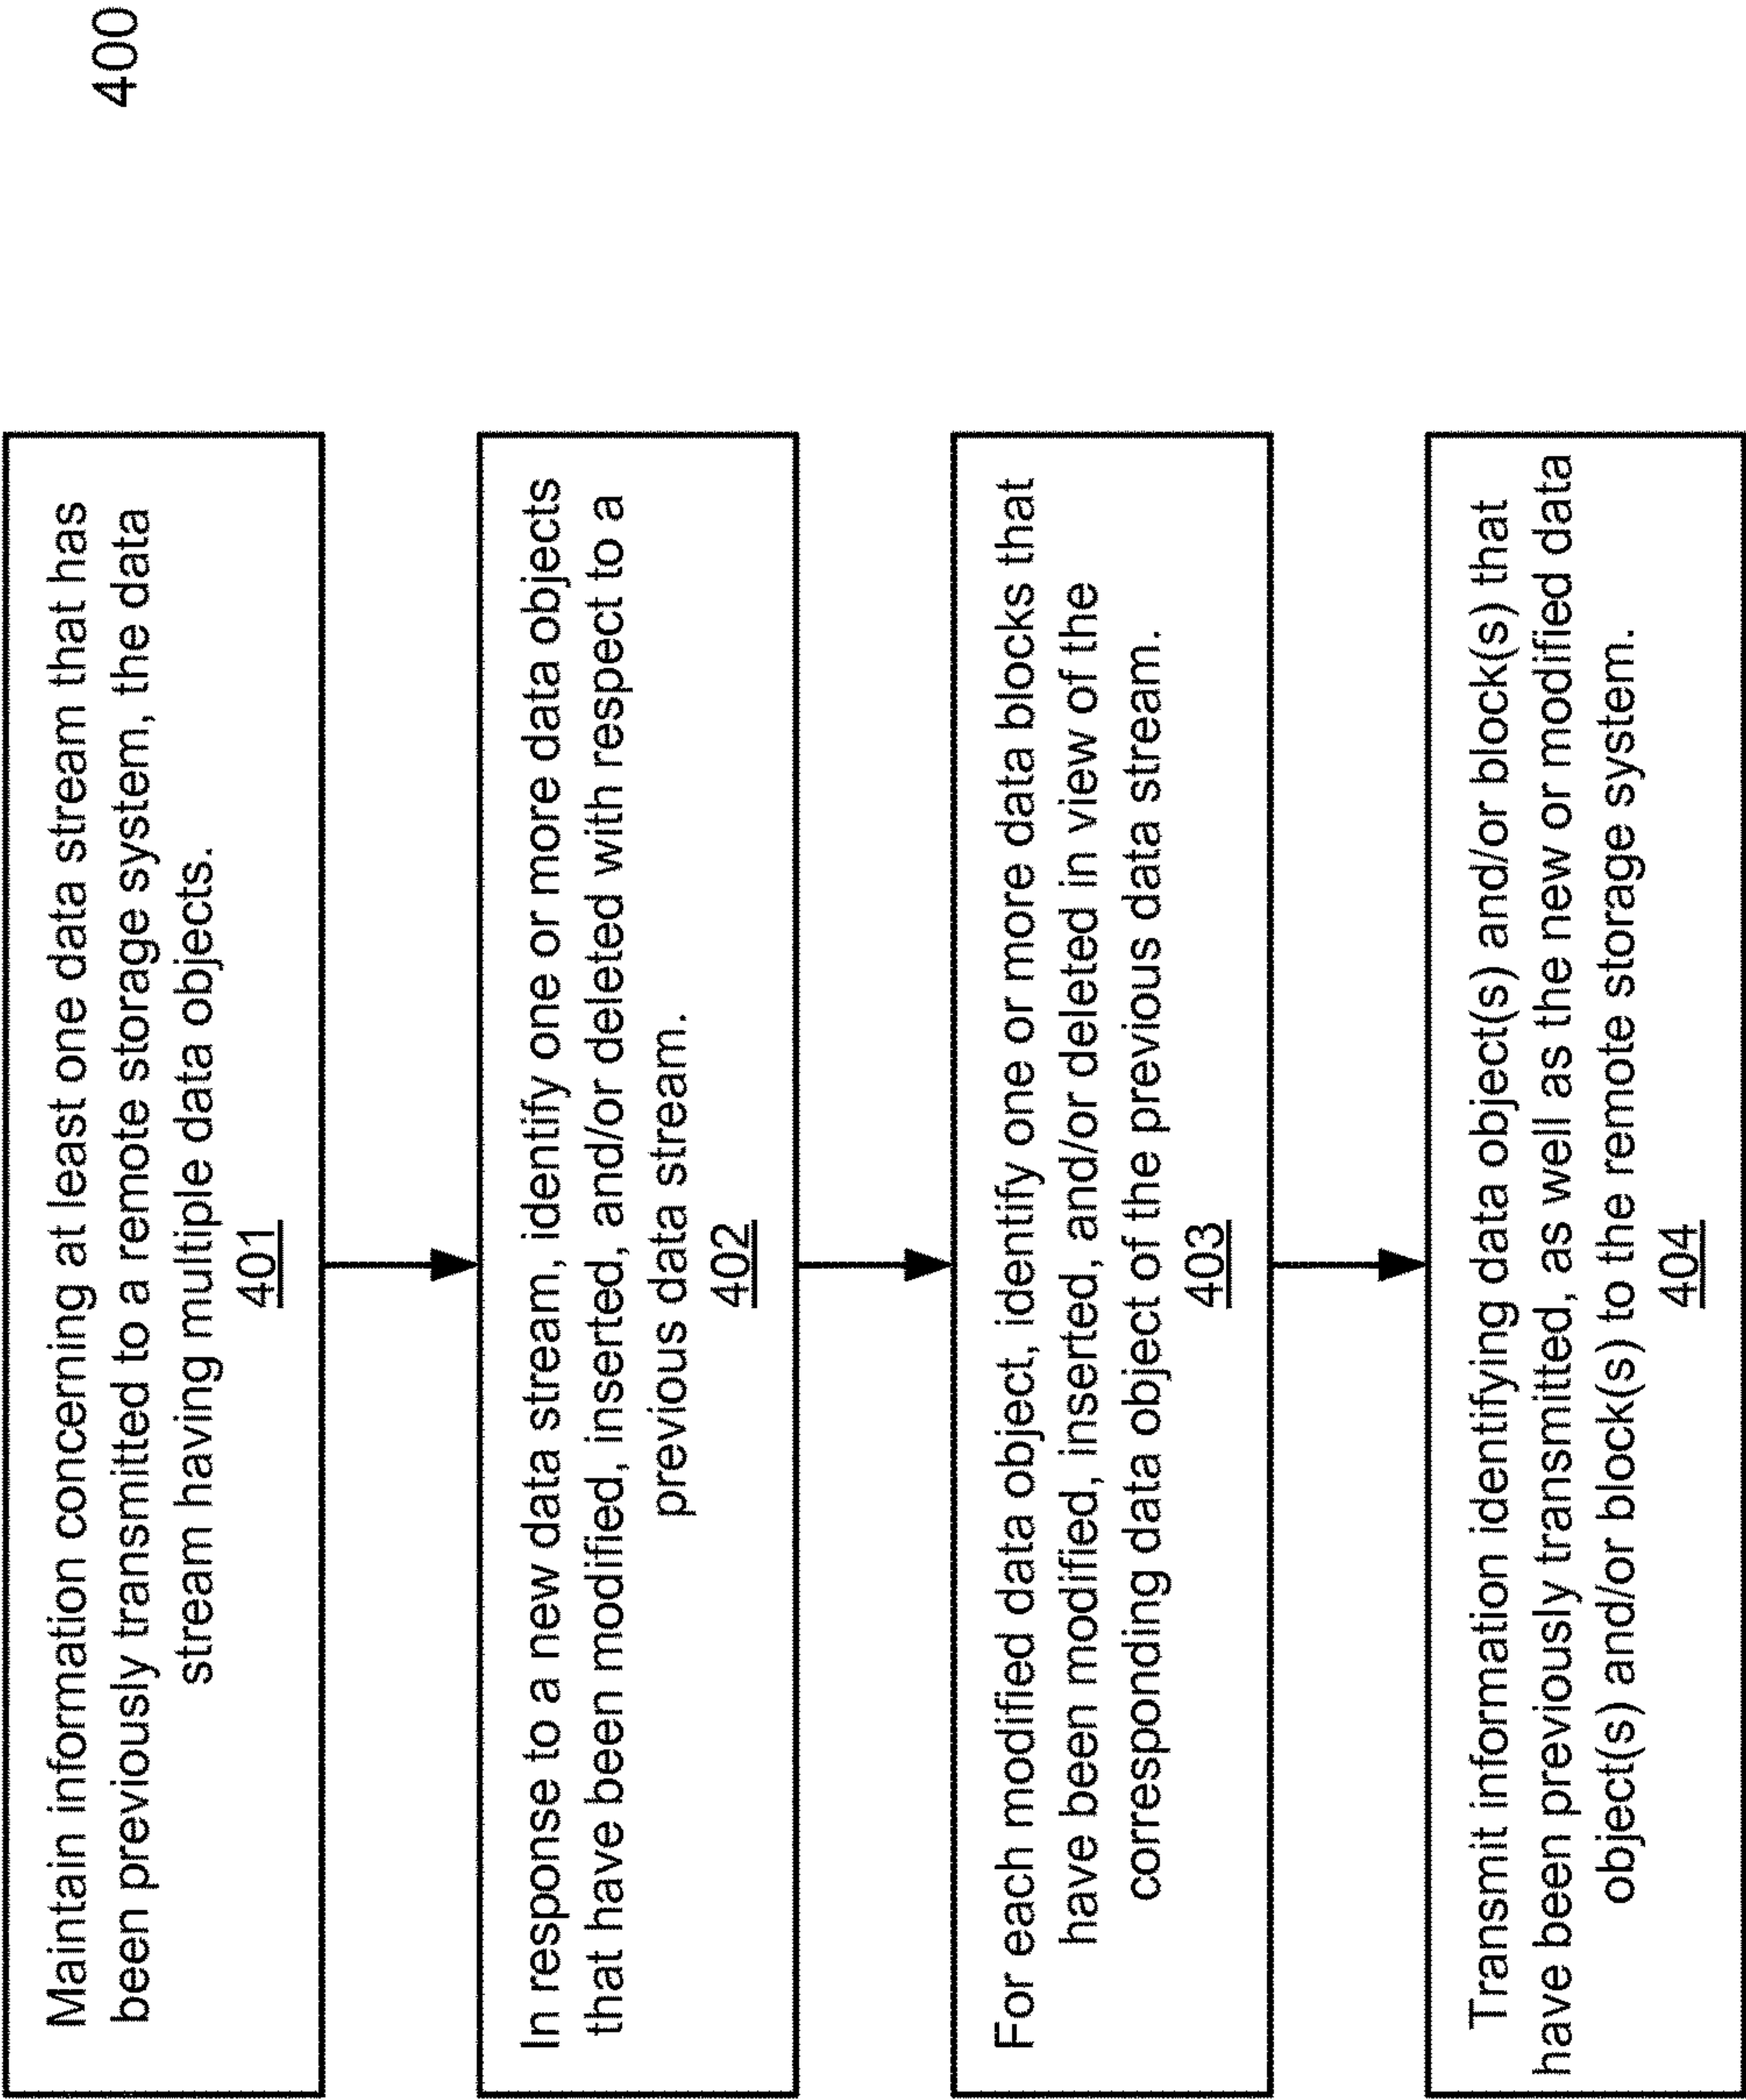 400
Maintain information concerning at least one data stream that has
been previously transmitted to a remote storage system, the data
stream having multiple data objects.
401
In response to a new data stream, identify one or more data objects
that have been modified, inserted, and/or deleted with respect to a
previous data stream.
402
For each modified data object, identify one or more data blocks that
have been modified, inserted, and/or deleted in view of the
corresponding data object of the previous data stream.
403
Transmit information identifying data object(s) and/or block(s) that
have been previously transmitted, as well as the new or modified data
object(s) and/or block(s) to the remote storage system.
404